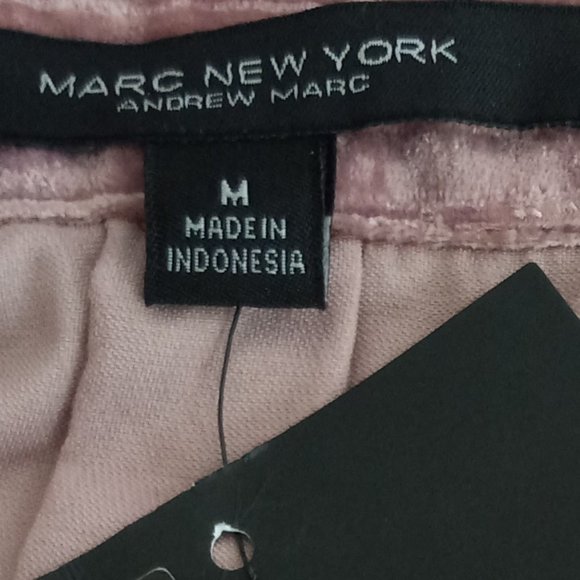 MARC NEW YORK
ANDREW MARC
M
MADE IN
INDONESIA